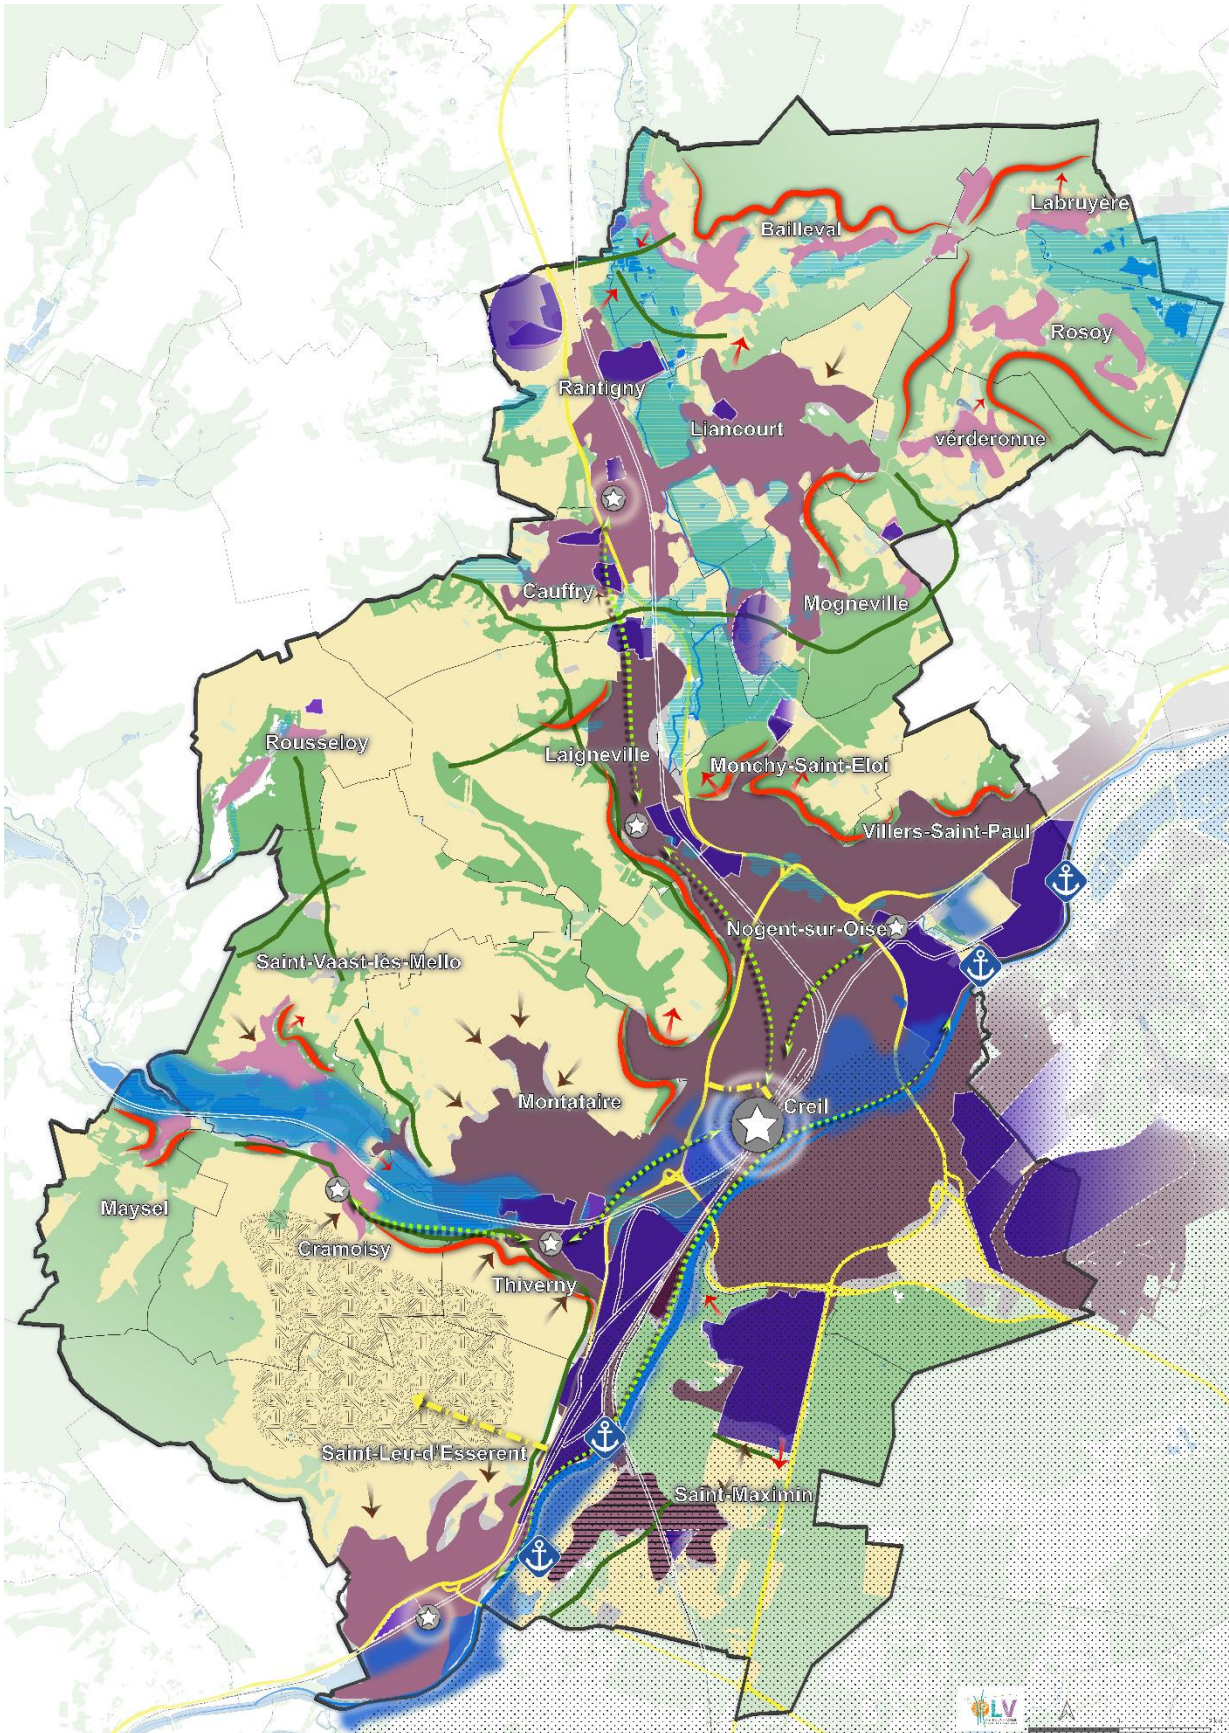 Labruyère
Bailleval
Rosoy
Rantigny
Liancourt
vérderonne
Cauffry
Mogneville
Rousseloy
Laigneville
Monchy-Saint-Eloi
Villers-Saint-Paul
Nogent-sur-Oise
Saint-Vaast-lès-Mello
Montataire
Creil
Maysel
Cramoisy
Thiverny
Saint-Leu-d'Esserent
Saint-Maximin
LV